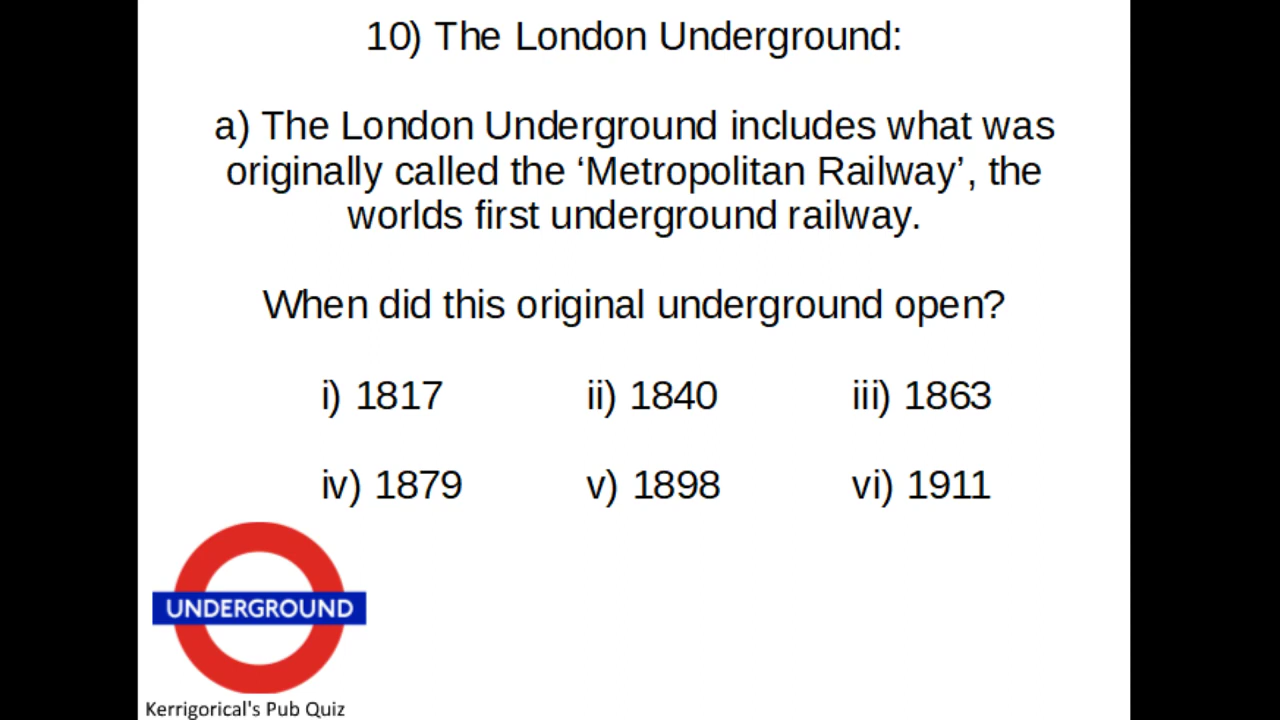 10) The London Underground:
a) The London Underground includes what was
originally called the ‘Metropolitan Railway’, the
worlds first underground railway.
When did this original underground open?
i) 1817 ii) 1840 iii) 1863
iv) 1879 v) 1898 vi) 1911
UNDERGROUND
Kerrigorical's Pub Quiz